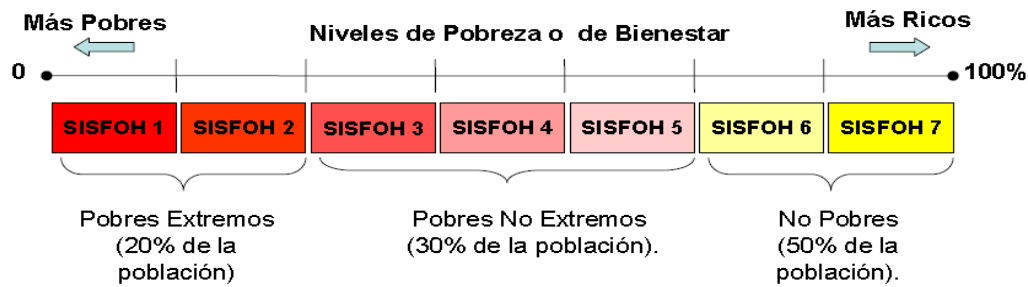 Más Pobres
Más Ricos
Niveles de Pobreza o de Bienestar
0
100%
SISFOH 1
SISFOH 2
SISFOH 3
SISFOH 4
SISFOH 5
SISFOH 6
SISFOH 7
Pobres Extremos
(20% de la
población)
Pobres No Extremos
(30% de la población).
No Pobres
(50% de la
población).